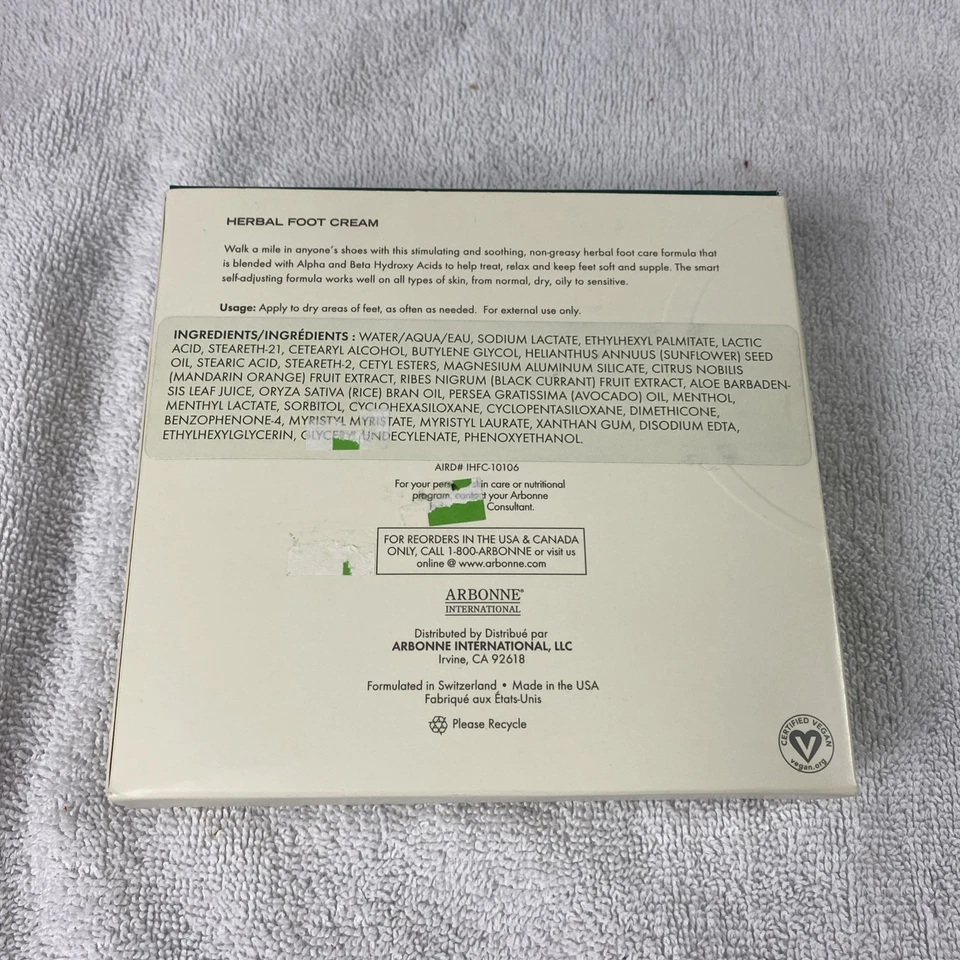 HERBAL FOOT CREAM
Walk a mile in anyone's shoes with this stimulating and soothing, non-greasy herbal foot care formula that
is blended with Alpha and Beta Hydroxy Acids to help treat, relax and keep feet soft and supple. The smart
self-adjusting formula works well on all types of skin, from normal, dry, oily to sensitive.
Usage: Apply to dry areas of feet, as often as needed. For external use only.
INGREDIENTS/INGRÉDIENTS : WATER/AQUA/EAU, SODIUM LACTATE, ETHYLHEXYL PALMITATE, LACTIC
ACID, STEARETH-21, CETEARYL ALCOHOL, BUTYLENE GLYCOL, HELIANTHUS ANNUUS (SUNFLOWER) SEED
OIL, STEARIC ACID, STEARETH-2, CETYL ESTERS, MAGNESIUM ALUMINUM SILICATE, CITRUS NOBILIS
(MANDARIN ORANGE) FRUIT EXTRACT, RIBES NIGRUM (BLACK CURRANT) FRUIT EXTRACT, ALOE BARBADEN-
SIS LEAF JUICE, ORYZA SATIVA (RICE) BRAN OIL, PERSEA GRATISSIMA (AVOCADO) OIL, MENTHOL,
MENTHYL LACTATE, SORBITOL, CYCLOHEXASILOXANE, CYCLOPENTASILOXANE, DIMETHICONE,
BENZOPHENONE-4, MYRISTYL MYRISTATE, MYRISTYL LAURATE, XANTHAN GUM, DISODIUM EDTA,
ETHYLHEXYLGLYCERIN, GLYCERYL UNDECYLENATE, PHENOXYETHANOL.
AIRD# IHFC-10106
For your skin care or nutritional
program, contact your Arbonne
Consultant.
FOR REORDERS IN THE USA & CANADA
ONLY, CALL 1-800-ARBONNE or visit us
online @ www.arbonne.com
ARBONNE®
INTERNATIONAL
Distributed by Distribué par
ARBONNE INTERNATIONAL, LLC
Irvine, CA 92618
Formulated in Switzerland • Made in the USA
Fabriqué aux États-Unis
Please Recycle
CERTIFIED VEGAN
V
vegan.org